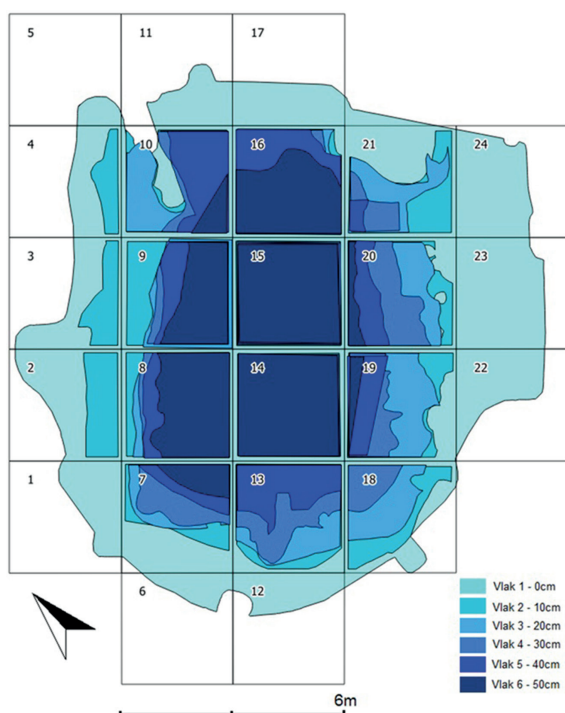 5 11 17
4 10 16 21 24
3 9 15 20 23
2 8 14 19 22
1 7 13 18
6 12
Vlak 1 - 0cm
Vlak 2 - 10cm
Vlak 3 - 20cm
Vlak 4 - 30cm
Vlak 5 - 40cm
Vlak 6 - 50cm
6m